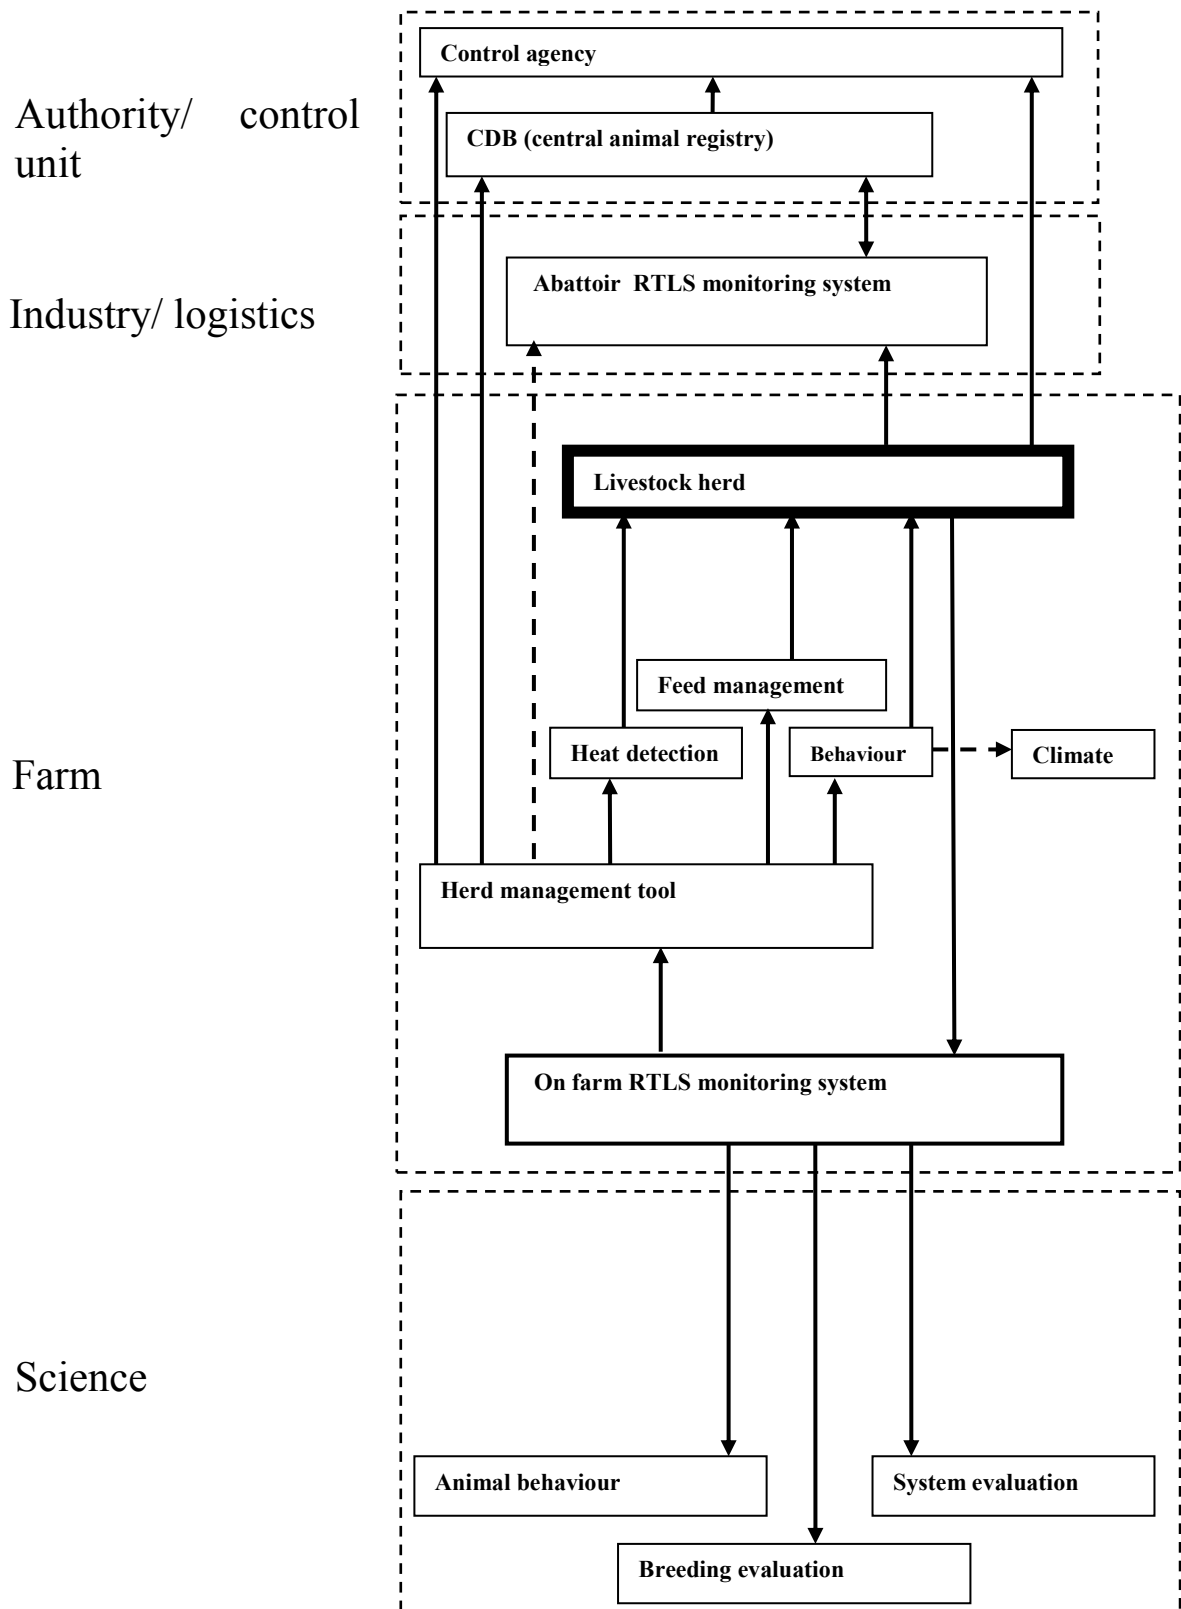 Control agency
Authority/ control
unit
CDB (central animal registry)
Industry/ logistics
Abattoir RTLS monitoring system
Livestock herd
Feed management
Heat detection
Behaviour
Climate
Farm
Herd management tool
On farm RTLS monitoring system
Science
Animal behaviour
System evaluation
Breeding evaluation